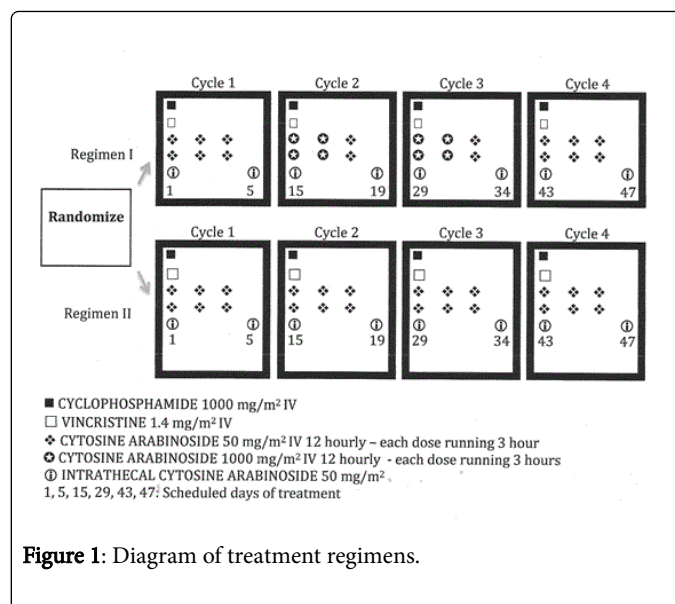 Cycle 1 Cycle 2 Cycle 3 Cycle 4
Regimen I
1 5 15 19 29 34 43 47
Randomize
Cycle 1 Cycle 2 Cycle 3 Cycle 4
Regimen II
1 5 15 19 29 34 43 47
■ CYCLOPHOSPHAMIDE 1000 mg/m² IV
□ VINCRISTINE 1.4 mg/m² IV
❖ CYTOSINE ARABINOSIDE 50 mg/m² IV 12 hourly – each dose running 3 hour
✪ CYTOSINE ARABINOSIDE 1000 mg/m² IV 12 hourly - each dose running 3 hours
ⓘ INTRATHECAL CYTOSINE ARABINOSIDE 50 mg/m²
1, 5, 15, 29, 43, 47: Scheduled days of treatment
Figure 1: Diagram of treatment regimens.